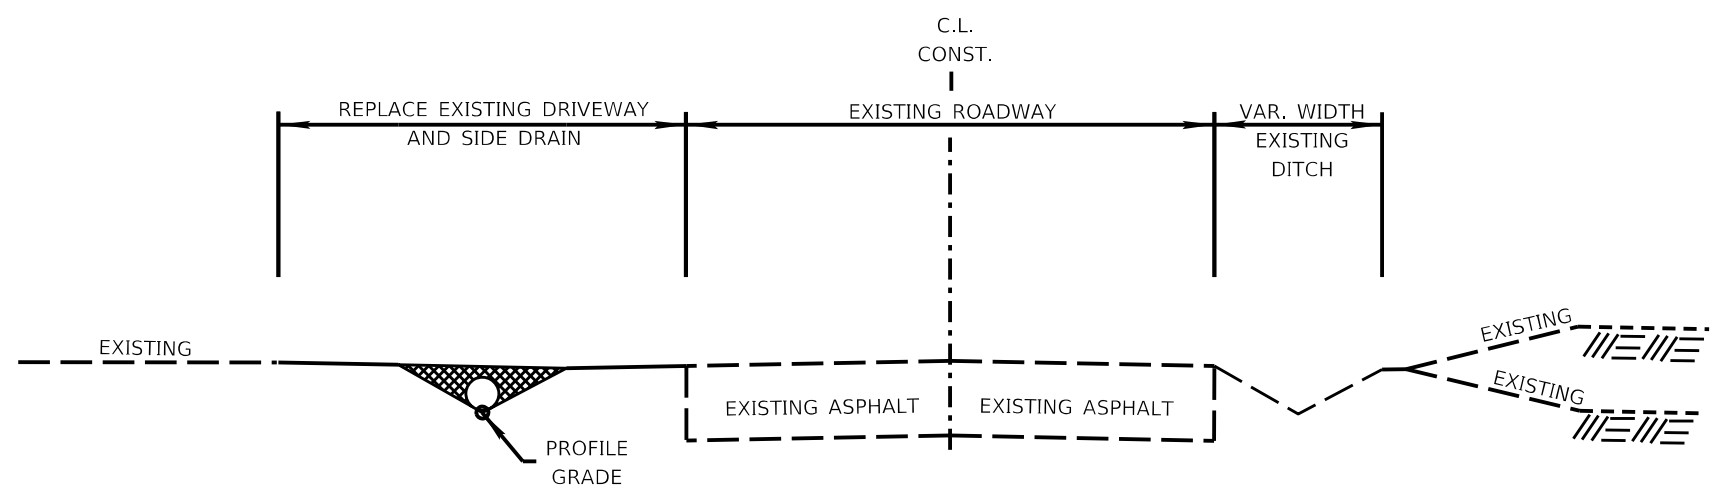 C.L.
CONST.
REPLACE EXISTING DRIVEWAY
AND SIDE DRAIN
EXISTING ROADWAY
VAR. WIDTH
EXISTING
DITCH
EXISTING
EXISTING
EXISTING
EXISTING ASPHALT
EXISTING ASPHALT
PROFILE
GRADE